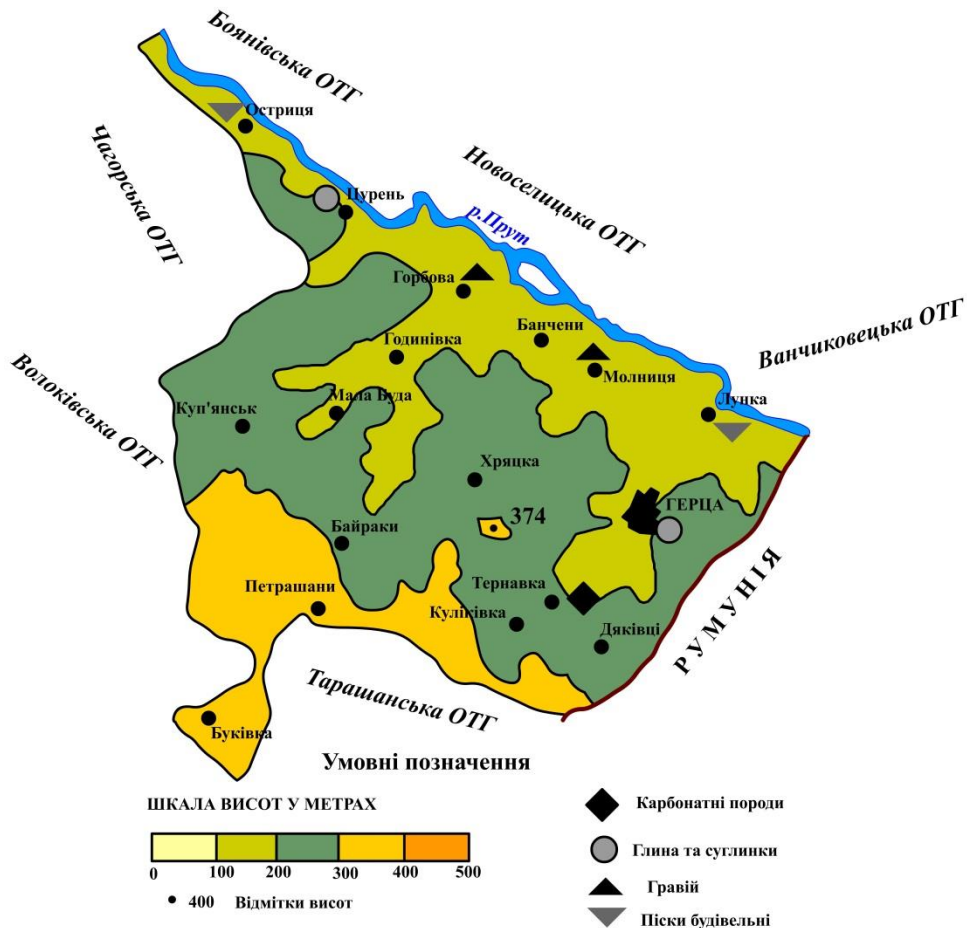 Боянівська ОТГ
Остриця
Чагорська ОТГ
Новоселицька ОТГ
Цурень
р.Прут
Горбова
Банчени
Ванчиковецька ОТГ
Годинівка
Молниця
Волоківська ОТГ
Мала Буда
Лунка
Куп'янськ
Хряцка
ГЕРЦА
374
Байраки
РУМУНІЯ
Петрашани
Тернавка
Куліківка
Дяківці
Тарашанська ОТГ
Буківка
Умовні позначення
ШКАЛА ВИСОТ У МЕТРАХ
0 100 200 300 400 500
400 Відмітки висот
Карбонатні породи
Глина та суглинки
Гравій
Піски будівельні